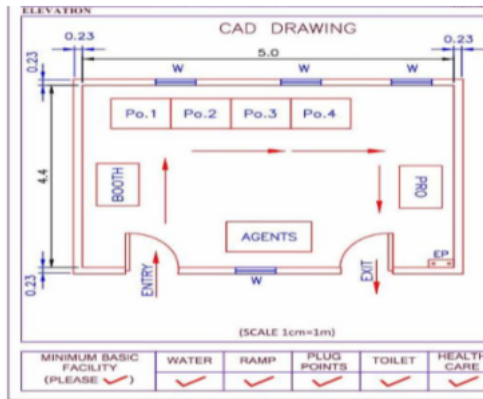 ELEVATION
CAD DRAWING
0.23
5.0
0.23
0.23
W
W
W
Po.1
Po.2
Po.3
Po.4
4.4
BOOTH
PRO
AGENTS
EP
0.23
ENTRY
W
EXIT
(SCALE 1cm=1m)
MINIMUM BASIC
FACILITY
(PLEASE ✓)
WATER
RAMP
PLUG
POINTS
TOILET
HEALTH
CARE